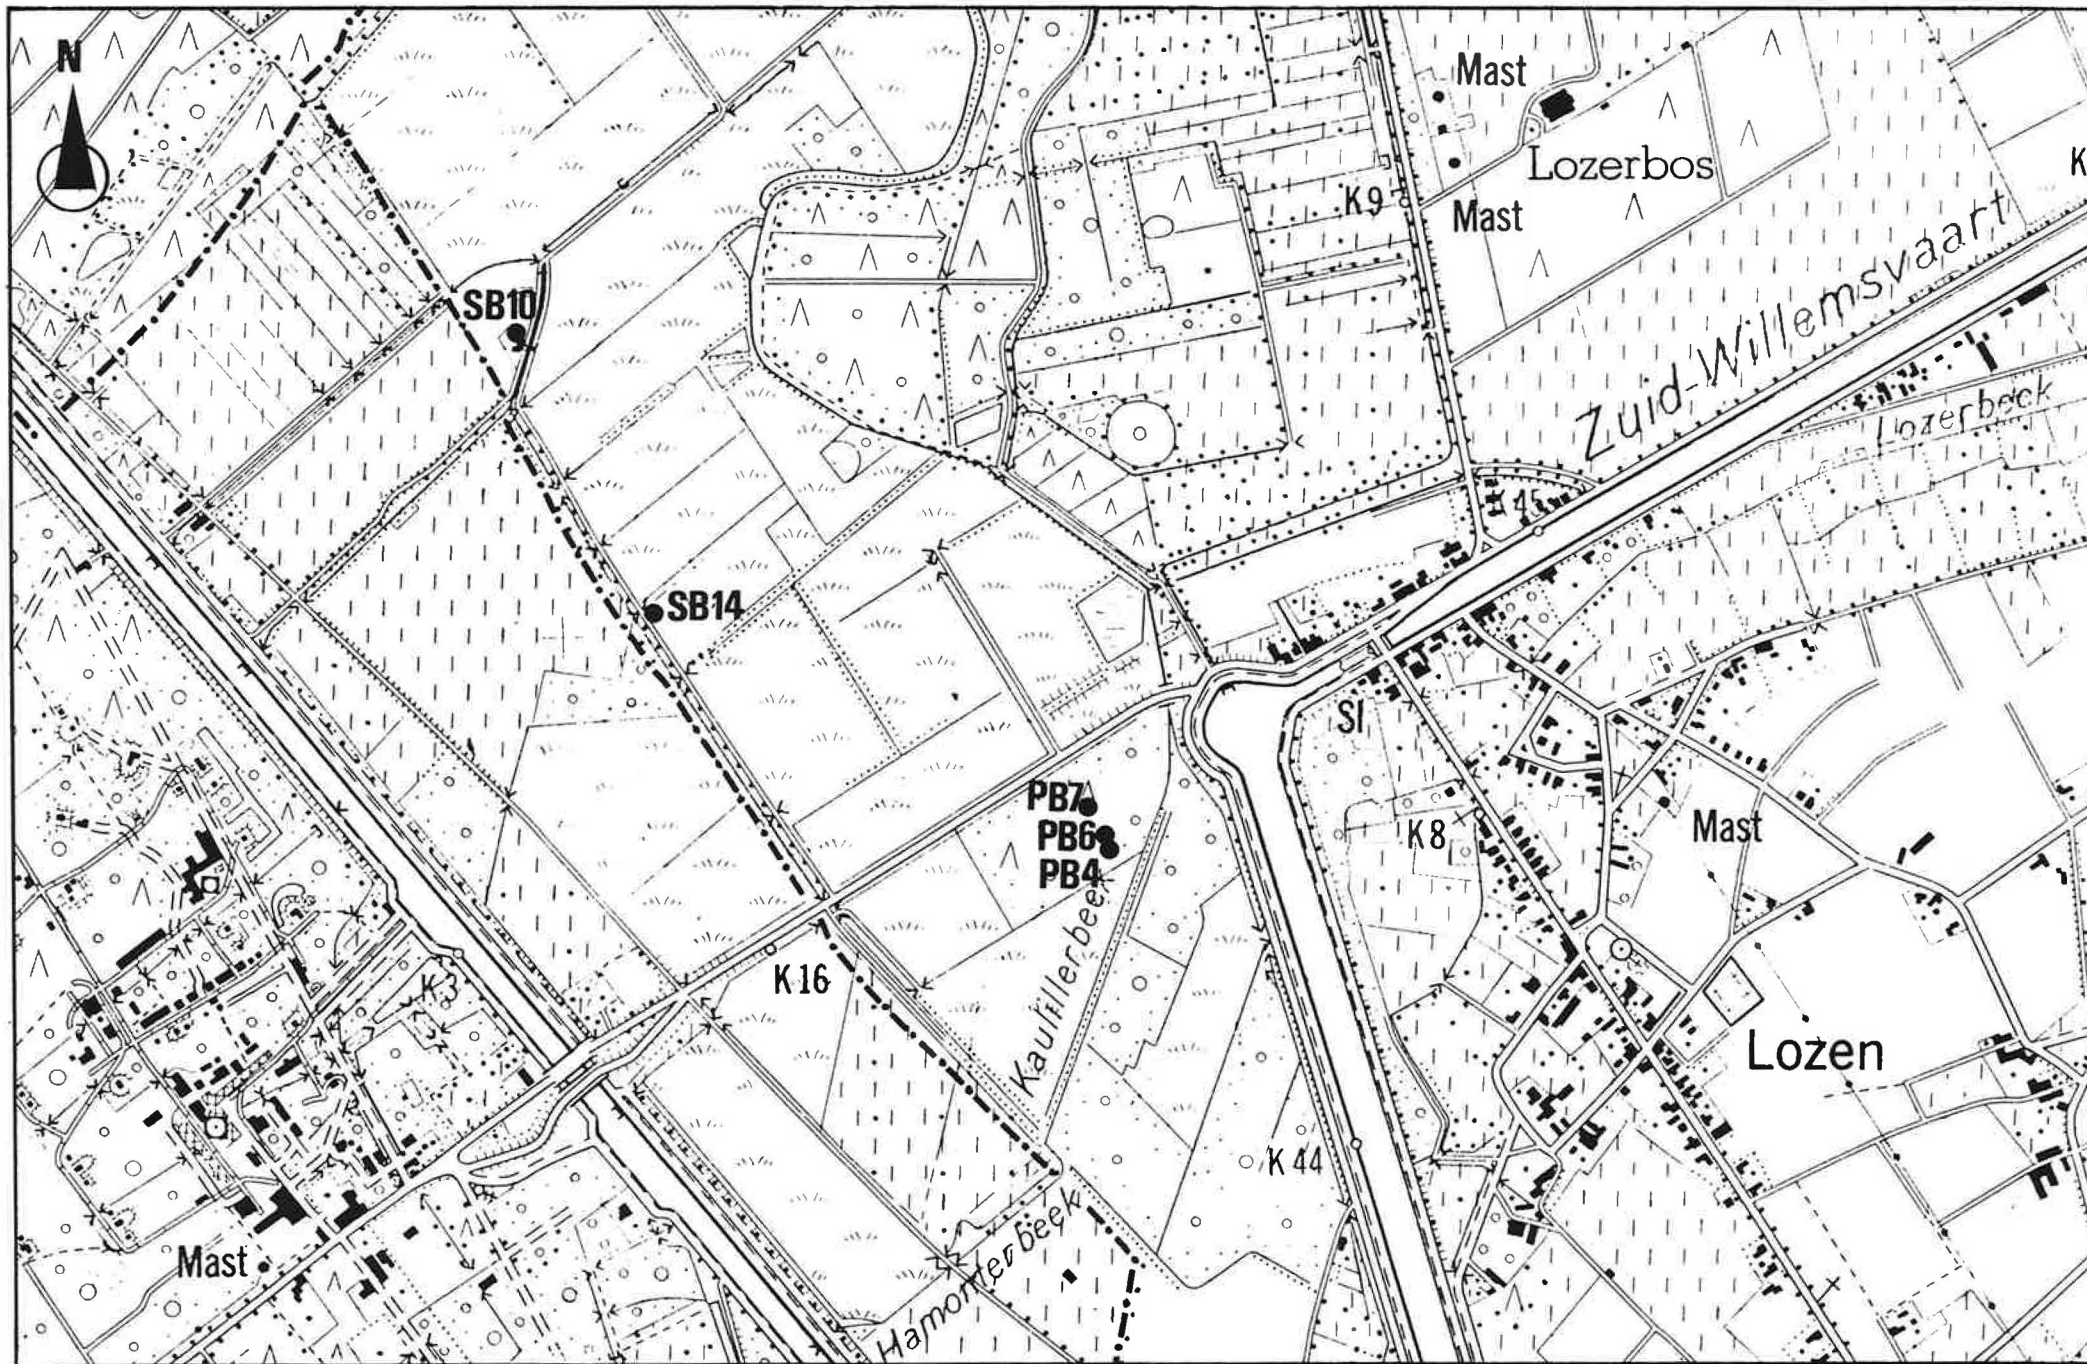 N
Mast
Lozerbos
K
K9
Mast
Zuid-Willemsvaart
SB10
Lozerbeek
K45
SB14
Sl
PB7
PB6
PB4
K8
Mast
Kaulillerbeek
K3
K16
Lozen
K44
Mast
Hamonterbeek